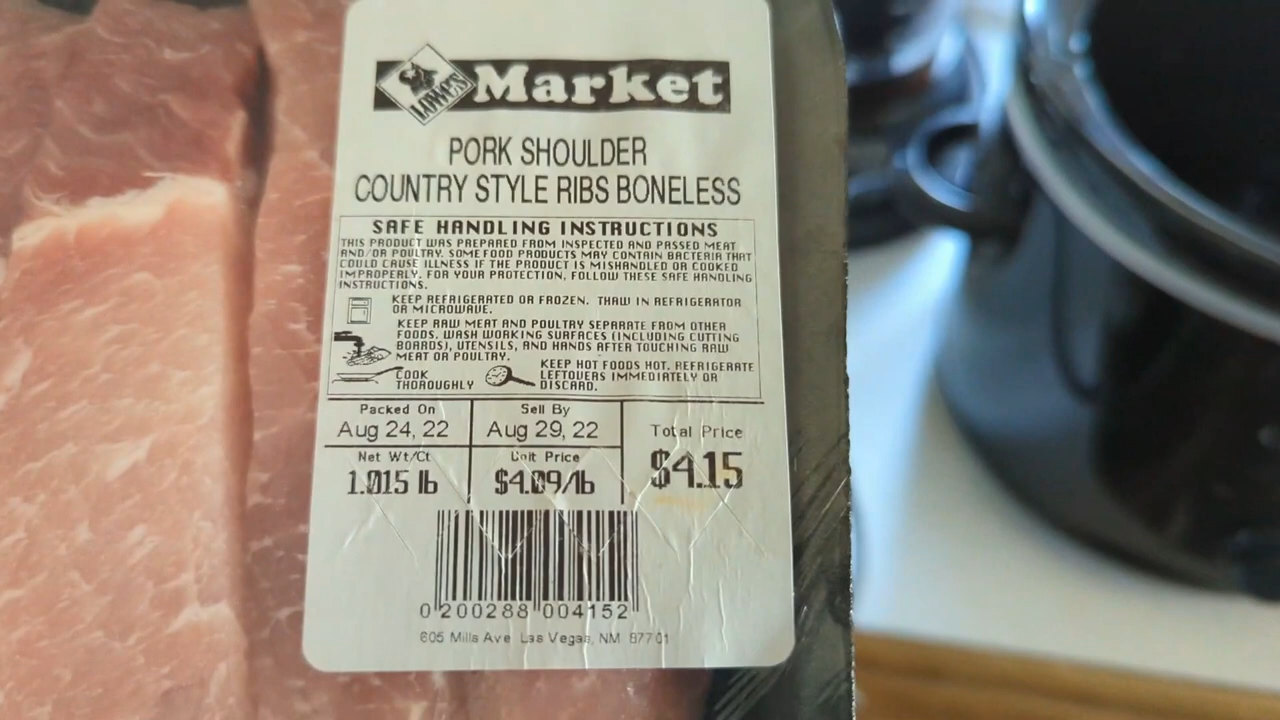 LOWE'S Market
PORK SHOULDER
COUNTRY STYLE RIBS BONELESS
SAFE HANDLING INSTRUCTIONS
THIS PRODUCT WAS PREPARED FROM INSPECTED AND PASSED MEAT
AND/OR POULTRY. SOME FOOD PRODUCTS MAY CONTAIN BACTERIA THAT
COULD CAUSE ILLNESS IF THE PRODUCT IS MISHANDLED OR COOKED
IMPROPERLY. FOR YOUR PROTECTION, FOLLOW THESE SAFE HANDLING
INSTRUCTIONS.
KEEP REFRIGERATED OR FROZEN. THAW IN REFRIGERATOR
OR MICROWAVE.
KEEP RAW MEAT AND POULTRY SEPARATE FROM OTHER
FOODS. WASH WORKING SURFACES (INCLUDING CUTTING
BOARDS), UTENSILS, AND HANDS AFTER TOUCHING RAW
MEAT OR POULTRY.
COOK
THOROUGHLY
KEEP HOT FOODS HOT. REFRIGERATE
LEFTOVERS IMMEDIATELY OR
DISCARD.
Packed On
Aug 24, 22
Sell By
Aug 29, 22
Total Price
$4.15
Net Wt/Ct
1.015 lb
Unit Price
$4.09/lb
0 200288 004152
605 Mills Ave Las Vegas, NM 87701